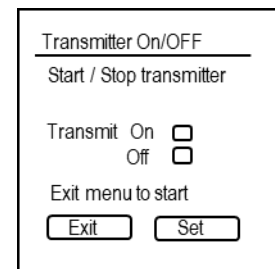 Transmitter On/OFF
Start / Stop transmitter
Transmit On
Off
Exit menu to start
Exit Set